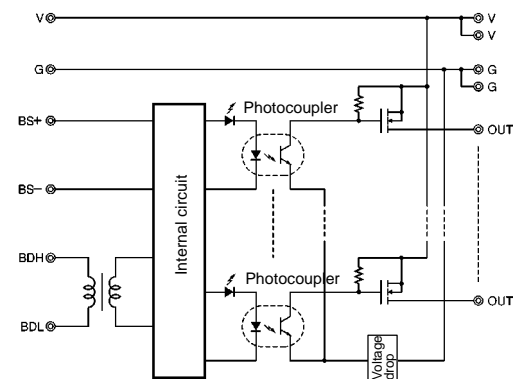 V
V
V
G
G
G
Photocoupler
BS+
OUT
BS−
Internal circuit
BDH
Photocoupler
OUT
BDL
Voltage
drop